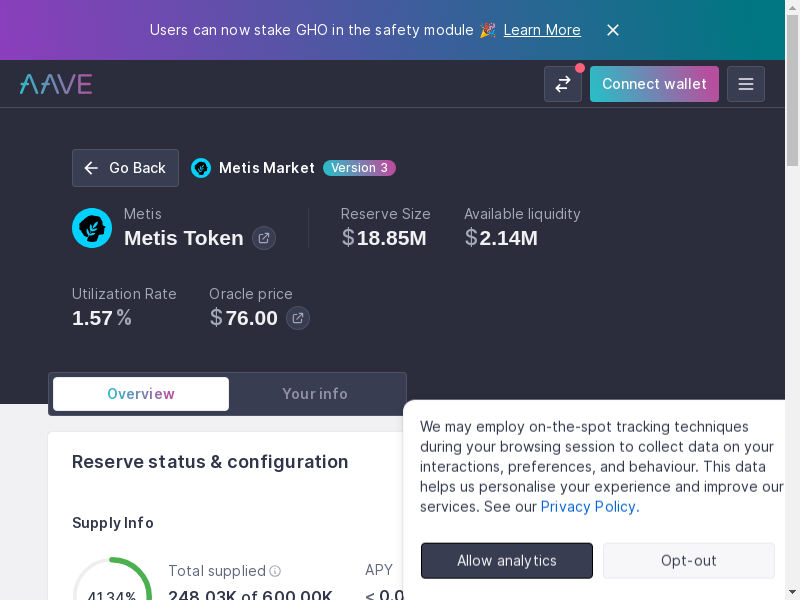 Users can now stake GHO in the safety module 🎉 Learn More
AAVE
Connect wallet
Go Back
Metis Market
Version 3
Metis
Metis Token
Reserve Size
$18.85M
Available liquidity
$2.14M
Utilization Rate
1.57%
Oracle price
$76.00
Overview
Your info
Reserve status & configuration
Supply Info
41.34%
Total supplied
248.03K of 600.00K
APY
< 0.0
We may employ on-the-spot tracking techniques
during your browsing session to collect data on your
interactions, preferences, and behaviour. This data
helps us personalise your experience and improve our
services. See our Privacy Policy.
Allow analytics
Opt-out